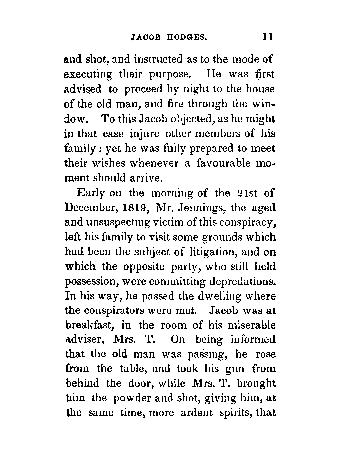 JACOB HODGES. 11
and shot, and instructed as to the mode of
executing their purpose. He was first
advised to proceed by night to the house
of the old man, and fire through the win-
dow. To this Jacob objected, as he might
in that case injure other members of his
family: yet he was fully prepared to meet
their wishes whenever a favourable mo-
ment should arrive.
Early on the morning of the 21st of
December, 1819, Mr. Jennings, the aged
and unsuspecting victim of this conspiracy,
left his family to visit some grounds which
had been the subject of litigation, and on
which the opposite party, who still held
possession, were committing depredations.
In his way, he passed the dwelling where
the conspirators were met. Jacob was at
breakfast, in the room of his miserable
adviser, Mrs. T. On being informed
that the old man was passing, he rose
from the table, and took his gun from
behind the door, while Mrs. T. brought
him the powder and shot, giving him, at
the same time, more ardent spirits, that